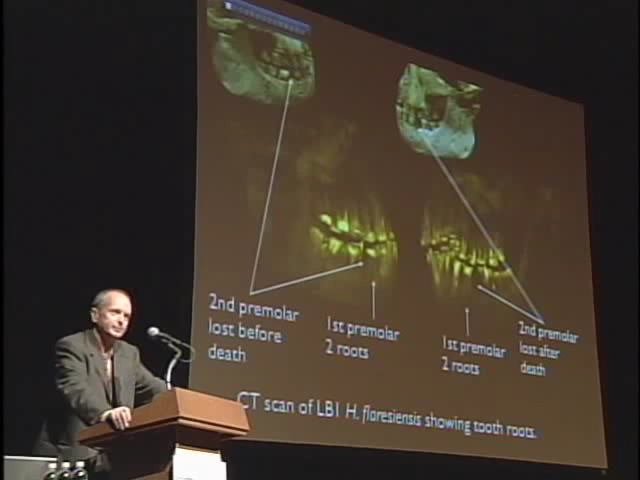 2nd premolar
lost before
death
1st premolar
2 roots
1st premolar
2 roots
2nd premolar
lost after
death
CT scan of LB1 H. floresiensis showing tooth roots.